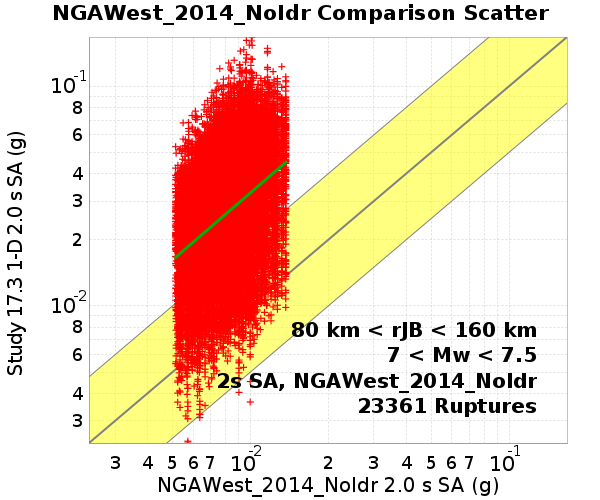 NGAWest_2014_NoIdr Comparison Scatter
Study 17.3 1-D 2.0 s SA (g)
10-1
8
6
4
3
2
10-2
8
6
4
3
80 km < rJB < 160 km
7 < Mw < 7.5
2s SA, NGAWest_2014_NoIdr
23361 Ruptures
3 4 5 6 7 10-2 2 3 4 5 6 7 10-1
NGAWest_2014_NoIdr 2.0 s SA (g)